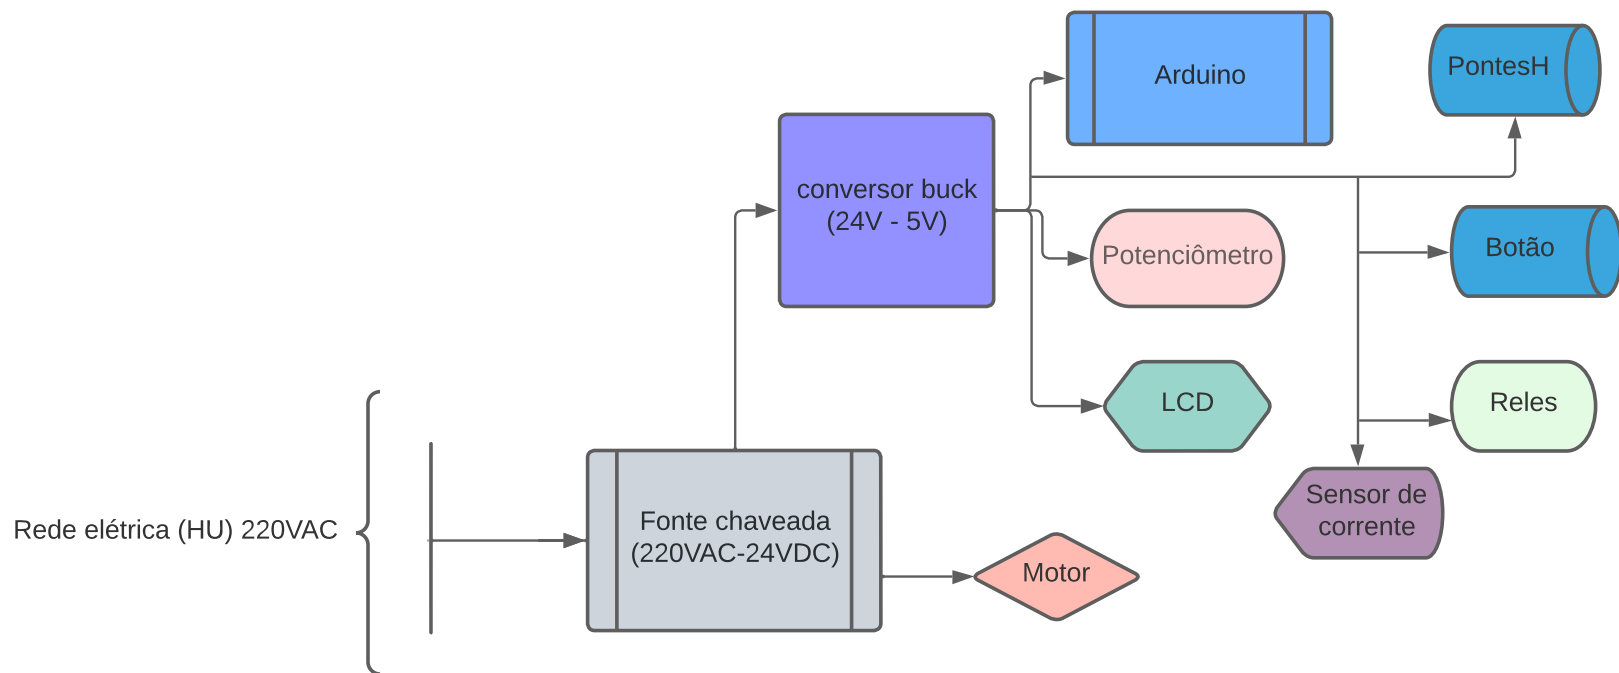 Arduino
PontesH
conversor buck
(24V - 5V)
Potenciômetro
Botão
LCD
Reles
Rede elétrica (HU) 220VAC
Fonte chaveada
(220VAC-24VDC)
Motor
Sensor de
corrente